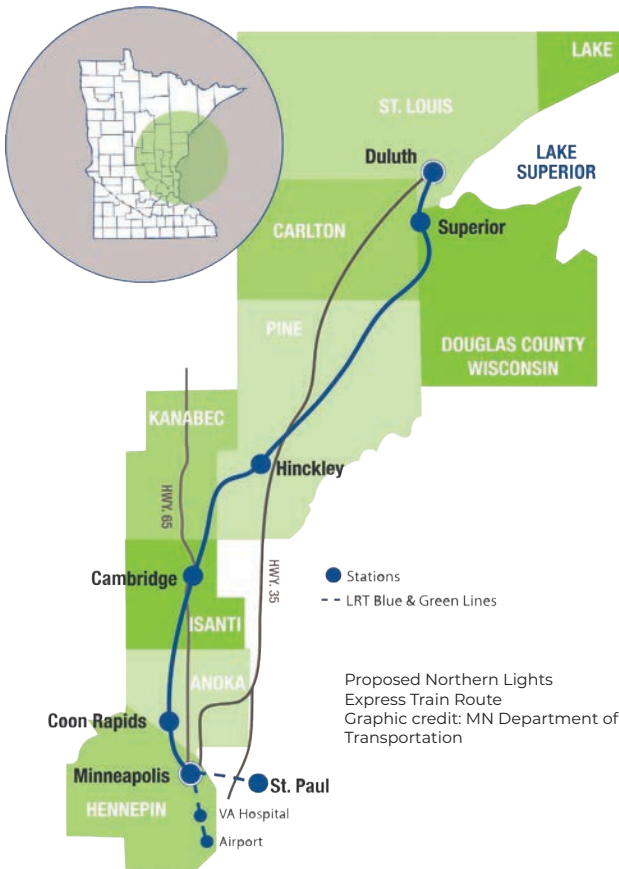 LAKE
ST. LOUIS
Duluth
LAKE
SUPERIOR
CARLTON
Superior
PINE
DOUGLAS COUNTY
WISCONSIN
KANABEC
Hinckley
HWY. 65
HWY. 35
Cambridge
Stations
LRT Blue & Green Lines
ISANTI
ANOKA
Proposed Northern Lights
Express Train Route
Graphic credit: MN Department of
Transportation
Coon Rapids
Minneapolis
St. Paul
HENNEPIN
VA Hospital
Airport